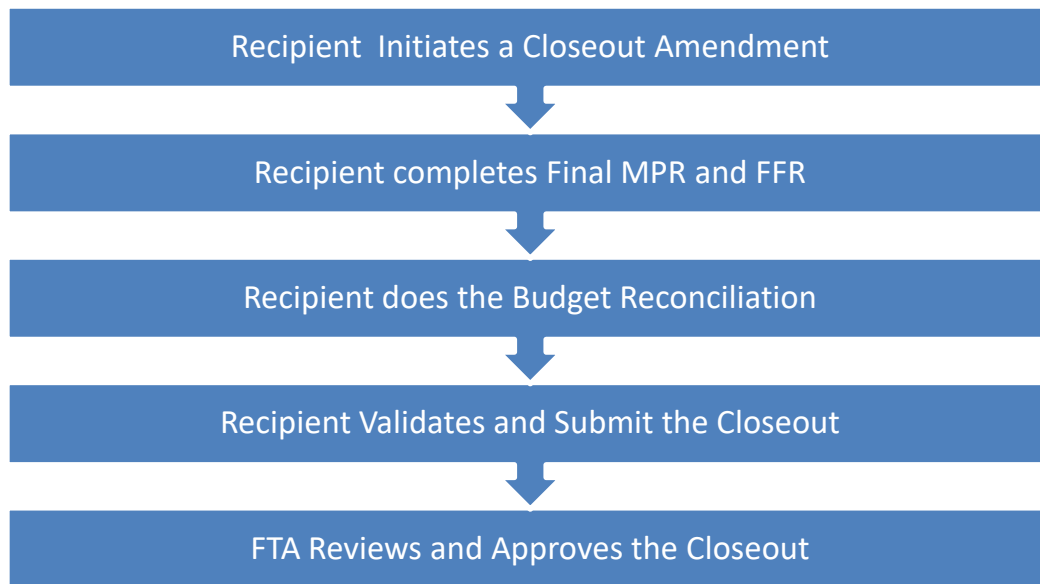 Recipient  Initiates a Closeout Amendment
Recipient completes Final MPR and FFR
Recipient does the Budget Reconciliation
Recipient Validates and Submit the Closeout
FTA Reviews and Approves the Closeout